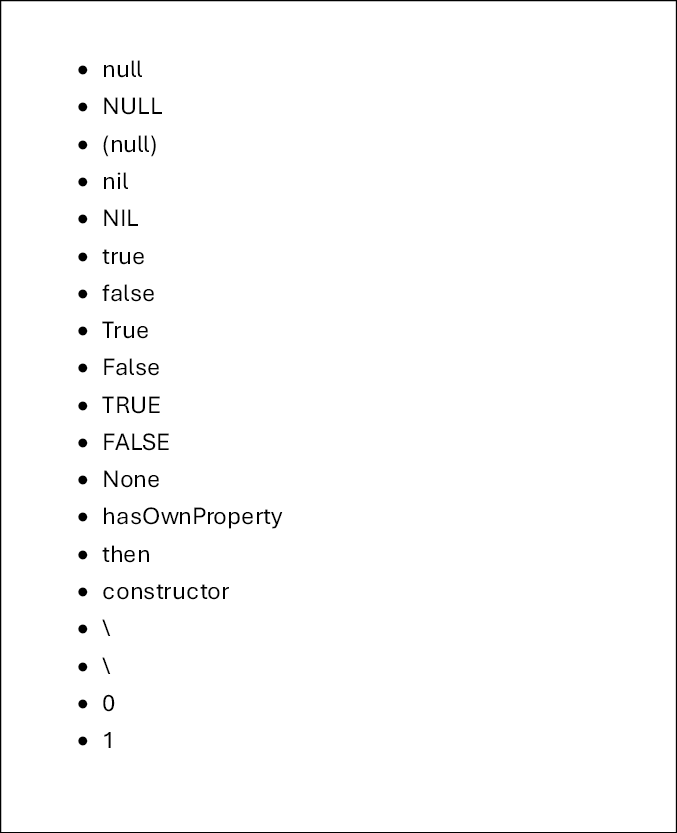 • null
• NULL
• (null)
• nil
• NIL
• true
• false
• True
• False
• TRUE
• FALSE
• None
• hasOwnProperty
• then
• constructor
• \
• \
• 0
• 1